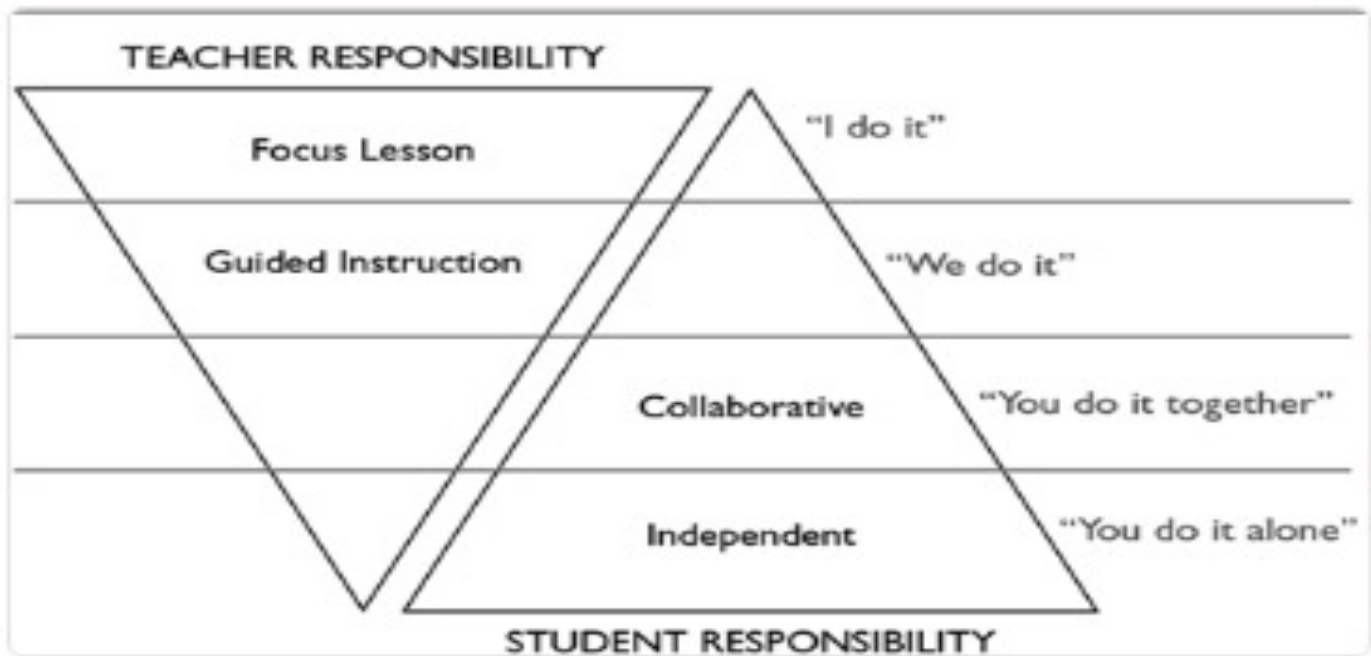 TEACHER RESPONSIBILITY
Focus Lesson
“I do it”
Guided Instruction
“We do it”
Collaborative
“You do it together”
Independent
“You do it alone”
STUDENT RESPONSIBILITY